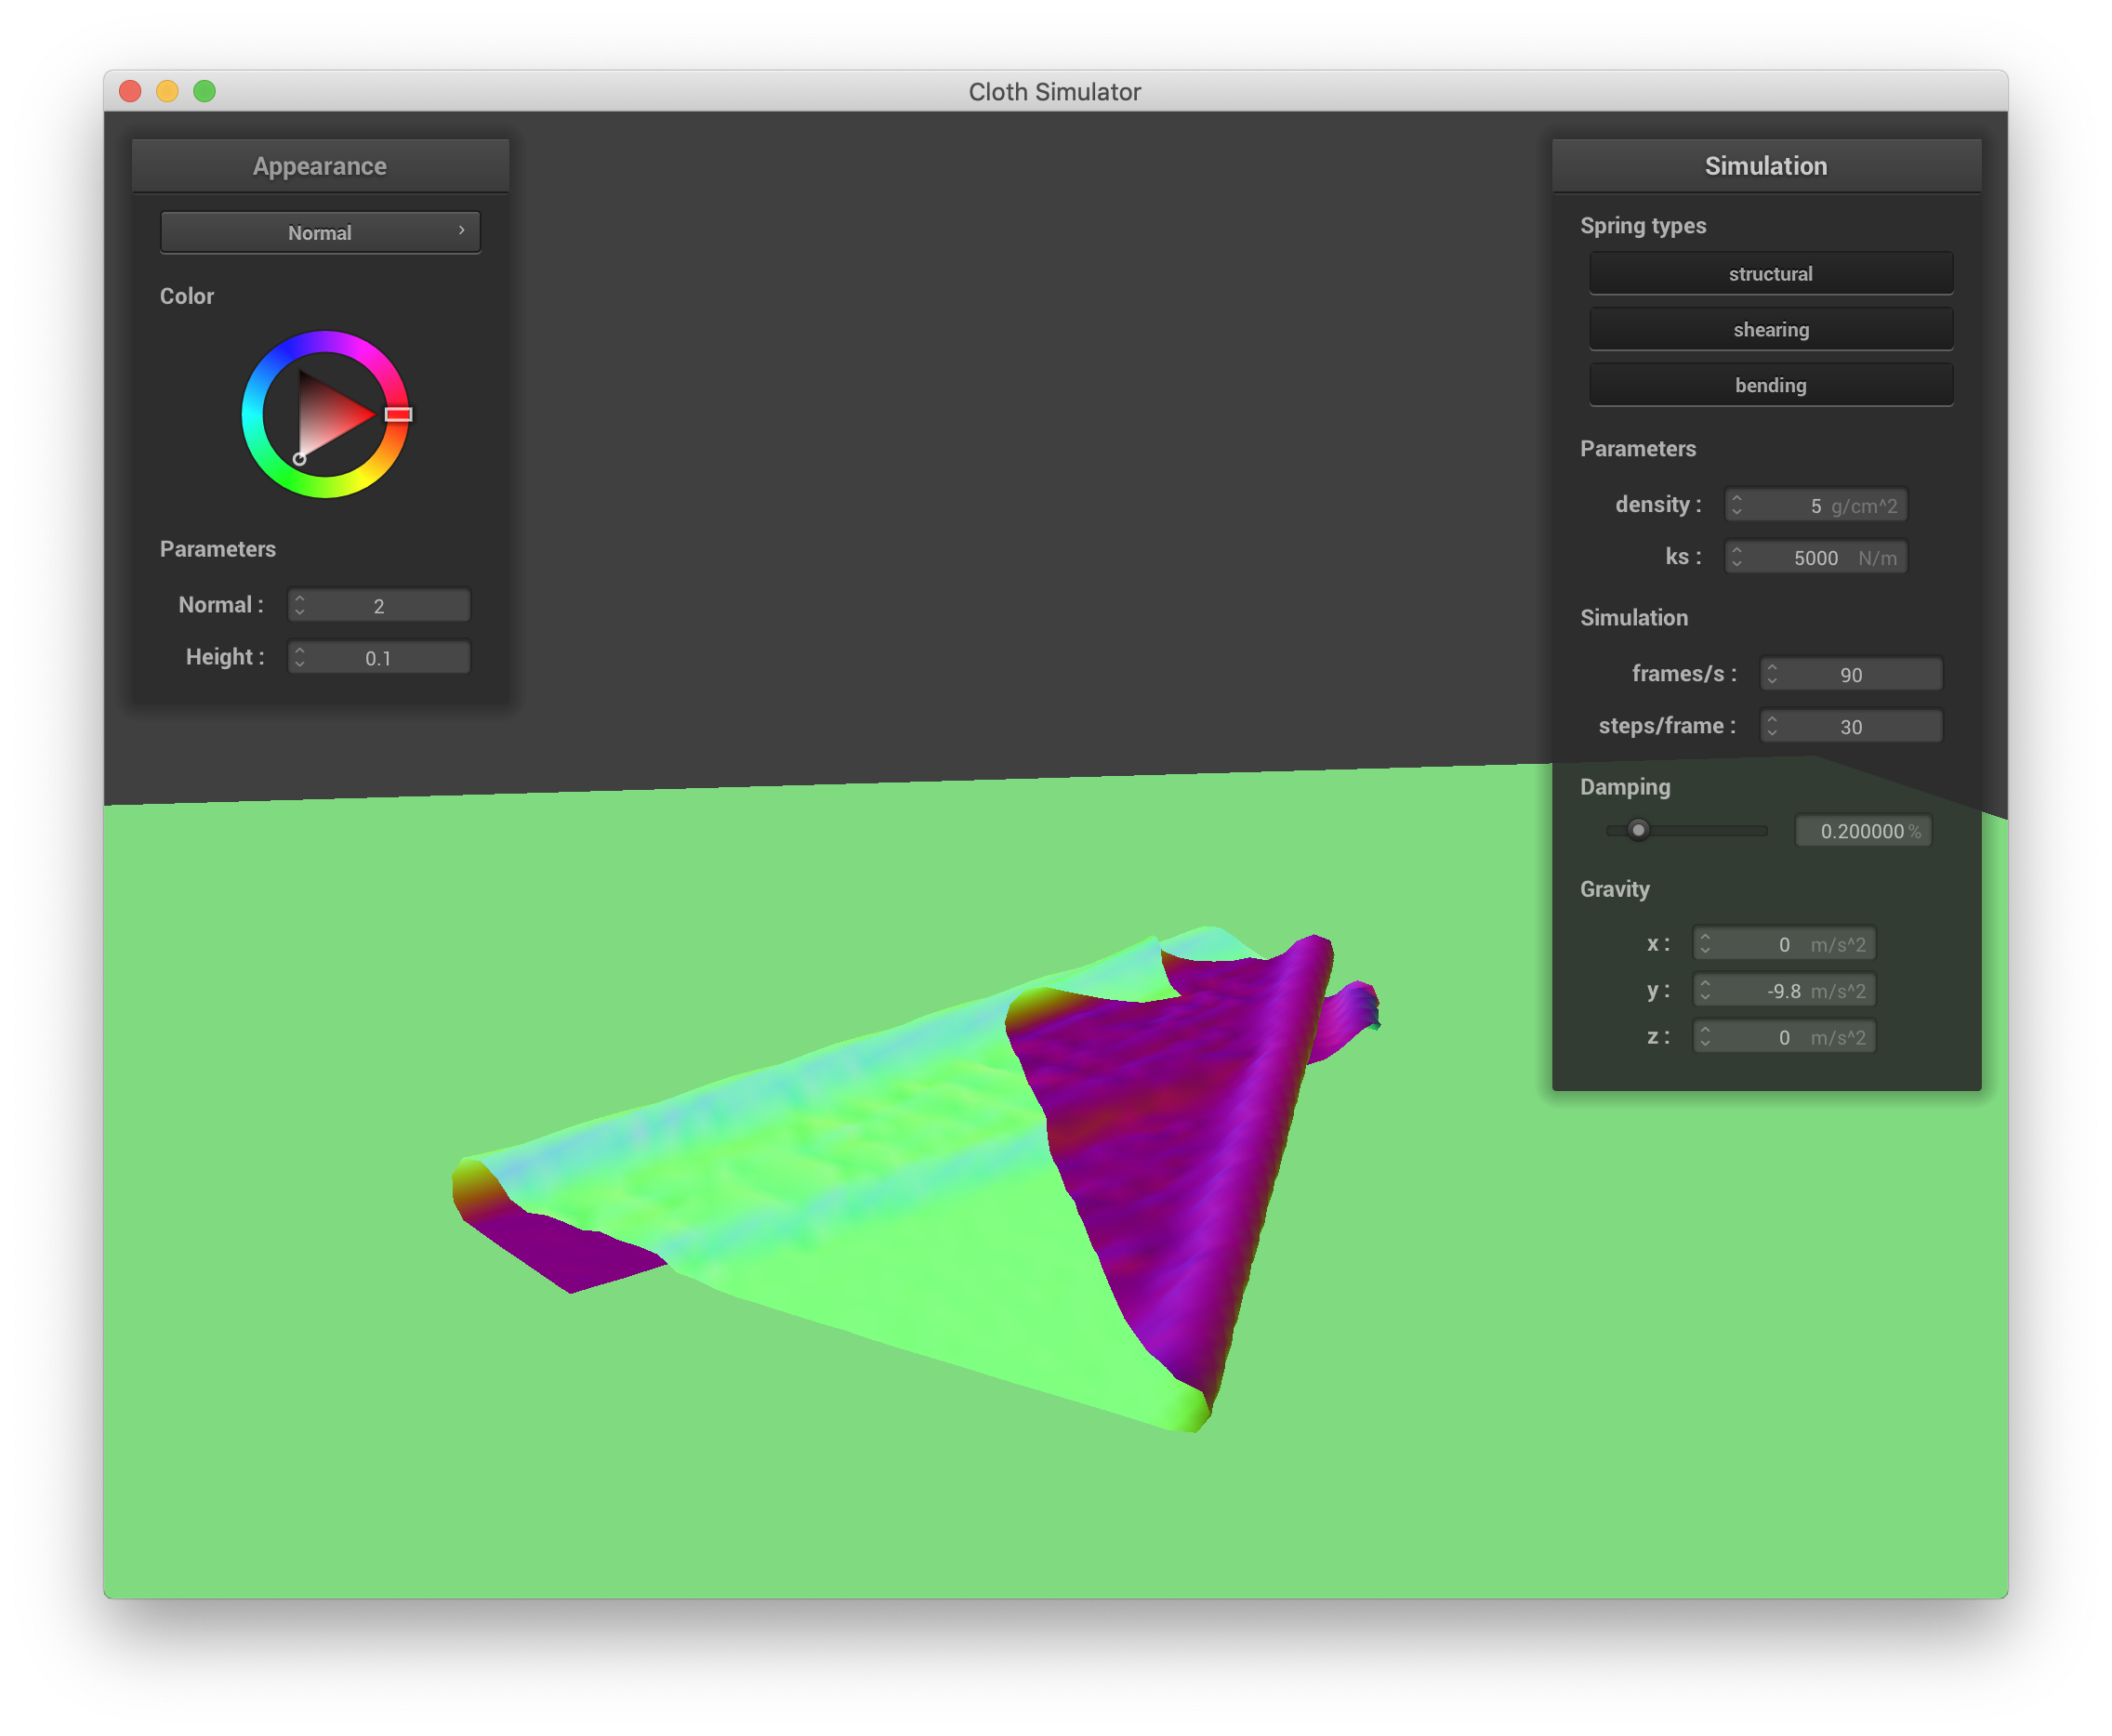 Cloth Simulator
Appearance
Normal
Color
Parameters
Normal : 2
Height : 0.1
Simulation
Spring types
structural
shearing
bending
Parameters
density : 5 g/cm^2
ks : 5000 N/m
Simulation
frames/s : 90
steps/frame : 30
Damping
0.200000 %
Gravity
x : 0 m/s^2
y : -9.8 m/s^2
z : 0 m/s^2